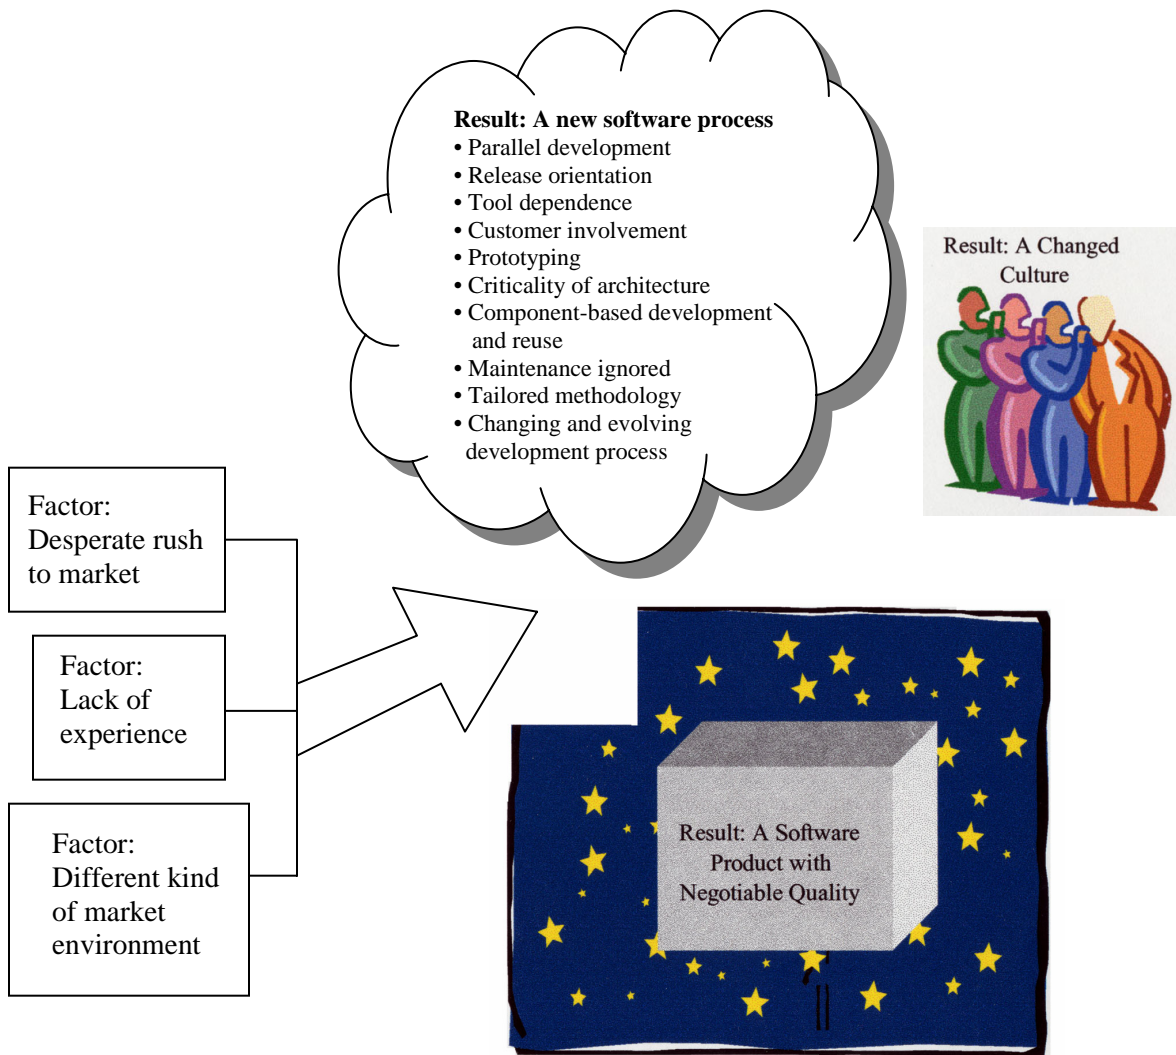 Result: A new software process
• Parallel development
• Release orientation
• Tool dependence
• Customer involvement
• Prototyping
• Criticality of architecture
• Component-based development
and reuse
• Maintenance ignored
• Tailored methodology
• Changing and evolving
development process
Result: A Changed
Culture
Factor:
Desperate rush
to market
Factor:
Lack of
experience
Factor:
Different kind
of market
environment
Result: A Software
Product with
Negotiable Quality